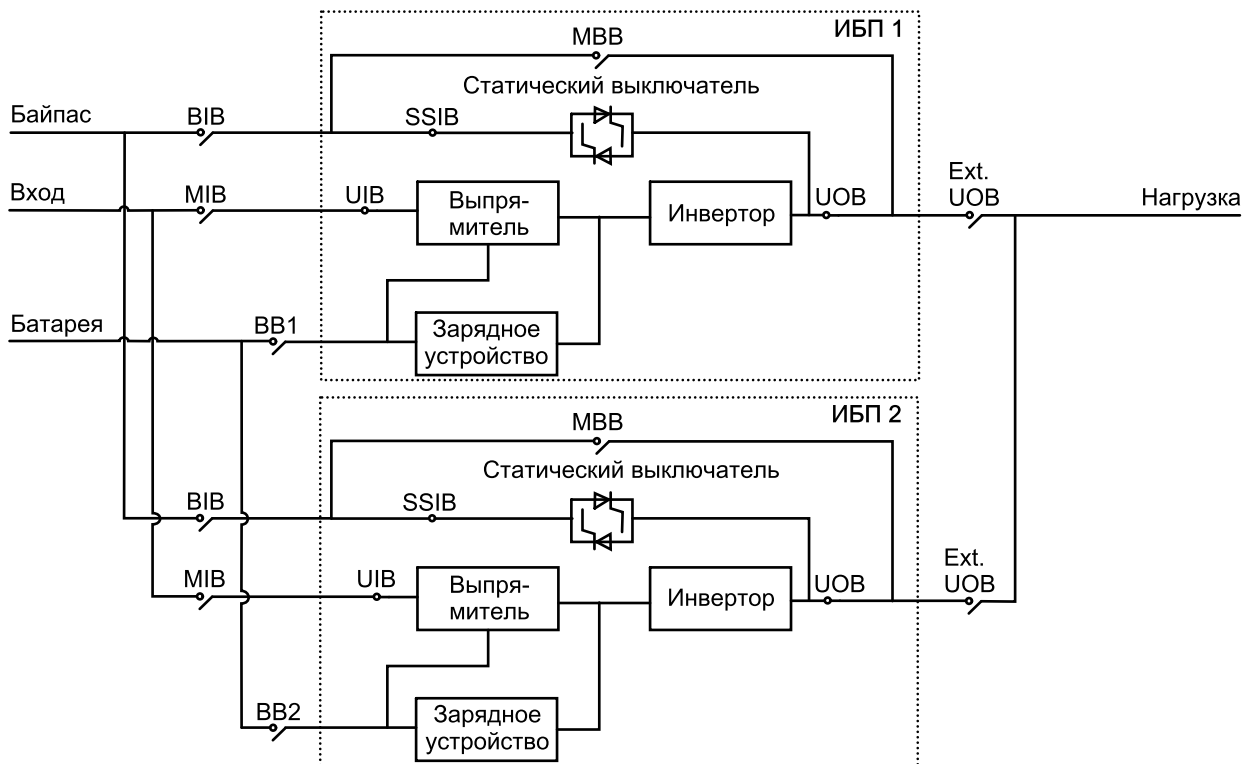 ИБП 1
MBB
Статический выключатель
Байпас
BIB
SSIB
Вход
MIB
UIB
Выпря-
митель
Инвертор
UOB
Ext.
UOB
Нагрузка
Батарея
BB1
Зарядное
устройство
ИБП 2
MBB
Статический выключатель
BIB
SSIB
MIB
UIB
Выпря-
митель
Инвертор
UOB
Ext.
UOB
BB2
Зарядное
устройство